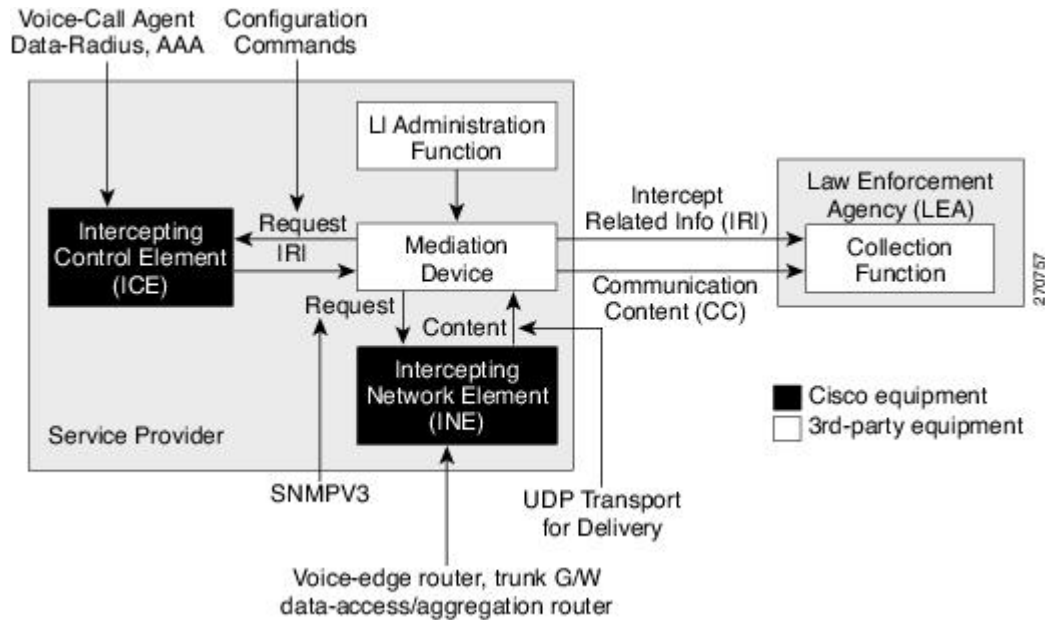 Voice-Call Agent
Data-Radius, AAA
Configuration
Commands
LI Administration
Function
Intercepting
Control Element
(ICE)
Request
IRI
Mediation
Device
Intercept
Related Info (IRI)
Communication
Content (CC)
Law Enforcement
Agency (LEA)
Collection
Function
270757
Request
Content
Intercepting
Network Element
(INE)
Service Provider
Cisco equipment
3rd-party equipment
SNMPV3
UDP Transport
for Delivery
Voice-edge router, trunk G/W
data-access/aggregation router